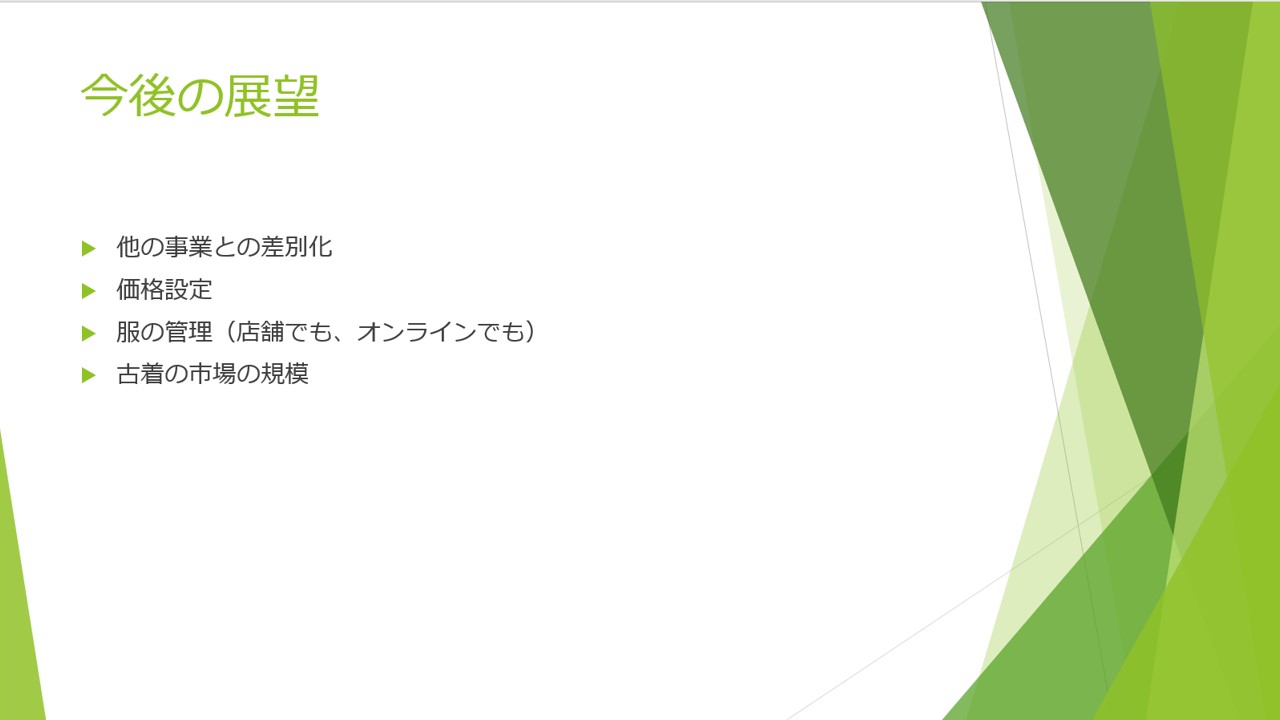 今後の展望
他の事業との差別化
価格設定
服の管理（店舗でも、オンラインでも）
古着の市場の規模